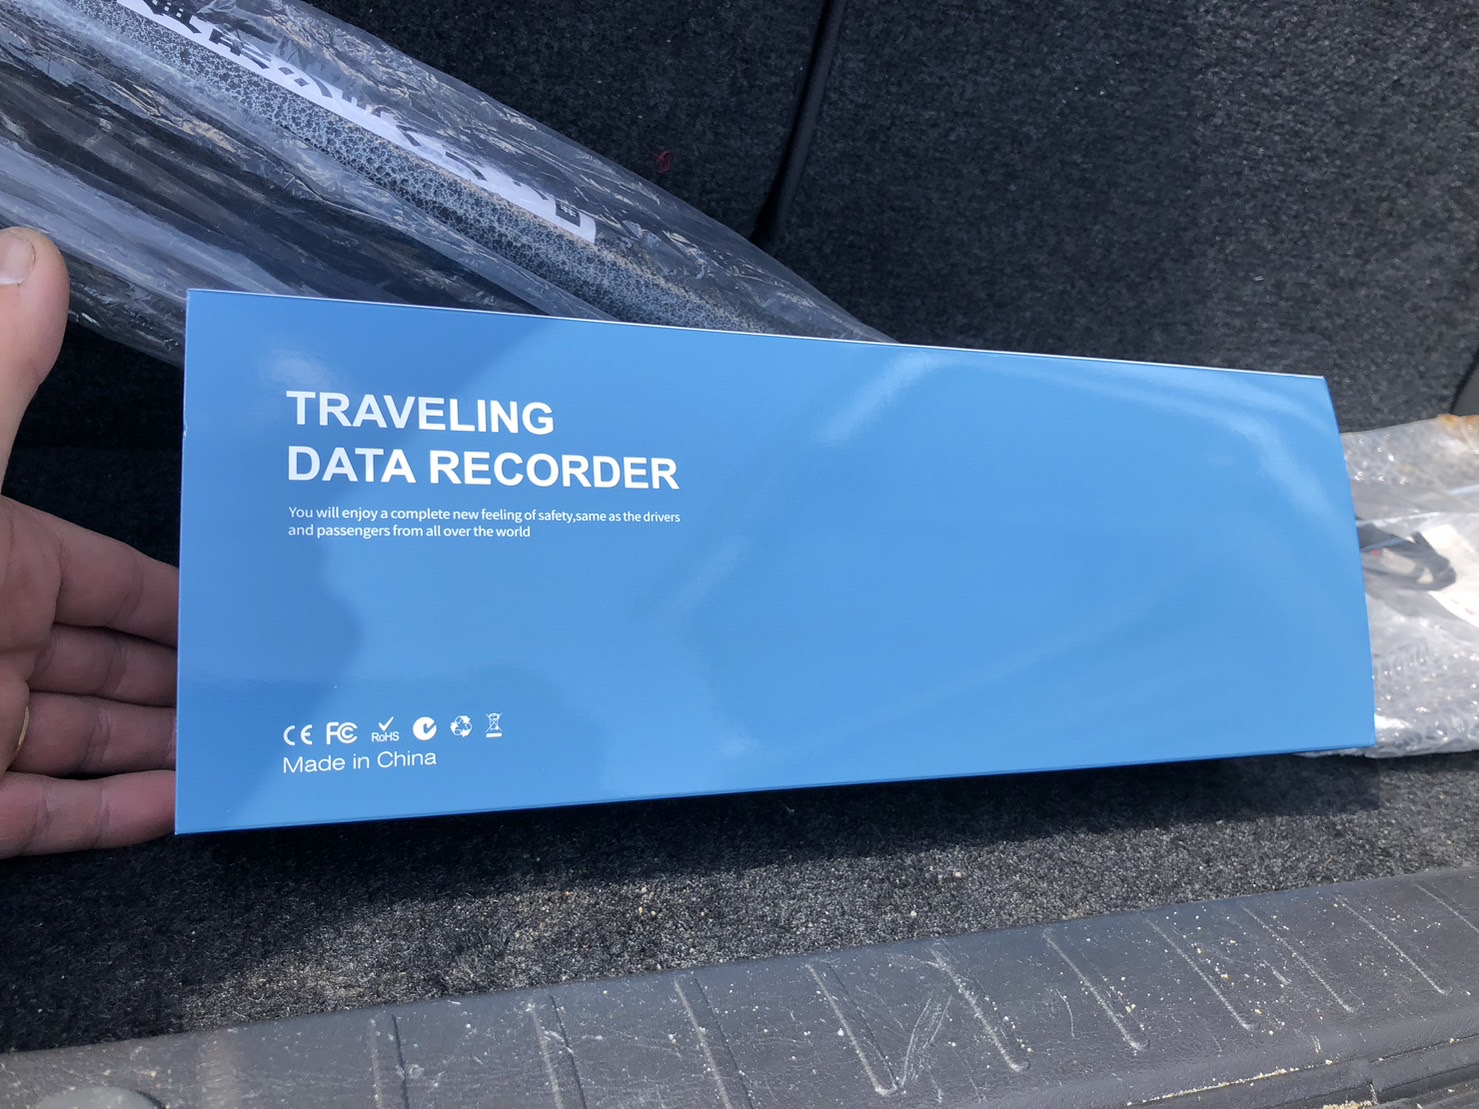 TRAVELING
DATA RECORDER
You will enjoy a complete new feeling of safety,same as the drivers
and passengers from all over the world
CE FC RoHS
Made in China